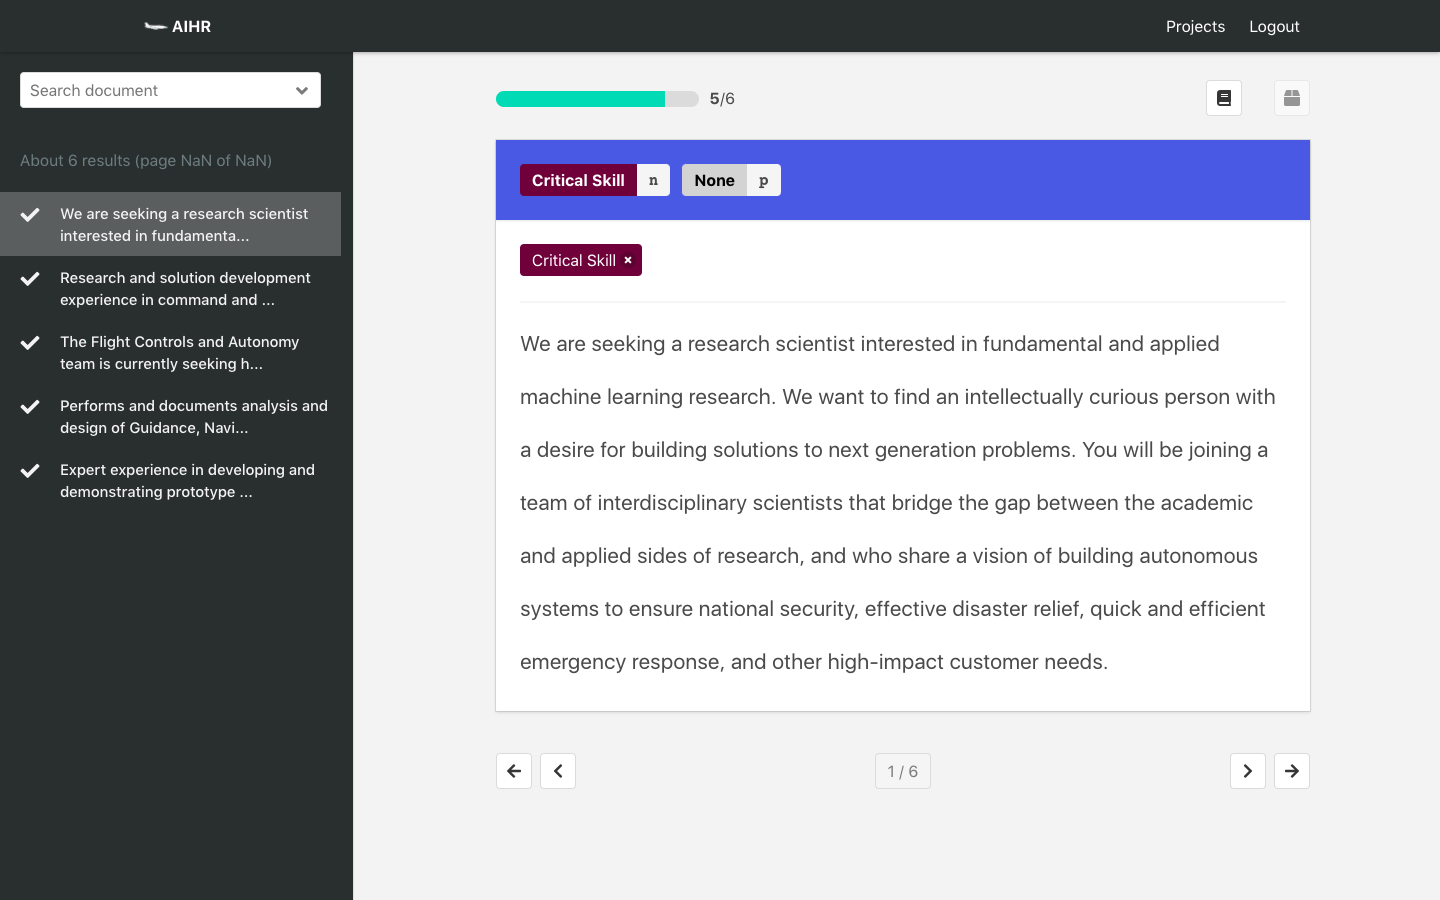 AIHR
Projects
Logout
Search document
About 6 results (page NaN of NaN)
We are seeking a research scientist
interested in fundamenta...
Research and solution development
experience in command and ...
The Flight Controls and Autonomy
team is currently seeking h...
Performs and documents analysis and
design of Guidance, Navi...
Expert experience in developing and
demonstrating prototype ...
5/6
Critical Skill n
None p
Critical Skill ×
We are seeking a research scientist interested in fundamental and applied
machine learning research. We want to find an intellectually curious person with
a desire for building solutions to next generation problems. You will be joining a
team of interdisciplinary scientists that bridge the gap between the academic
and applied sides of research, and who share a vision of building autonomous
systems to ensure national security, effective disaster relief, quick and efficient
emergency response, and other high-impact customer needs.
1 / 6